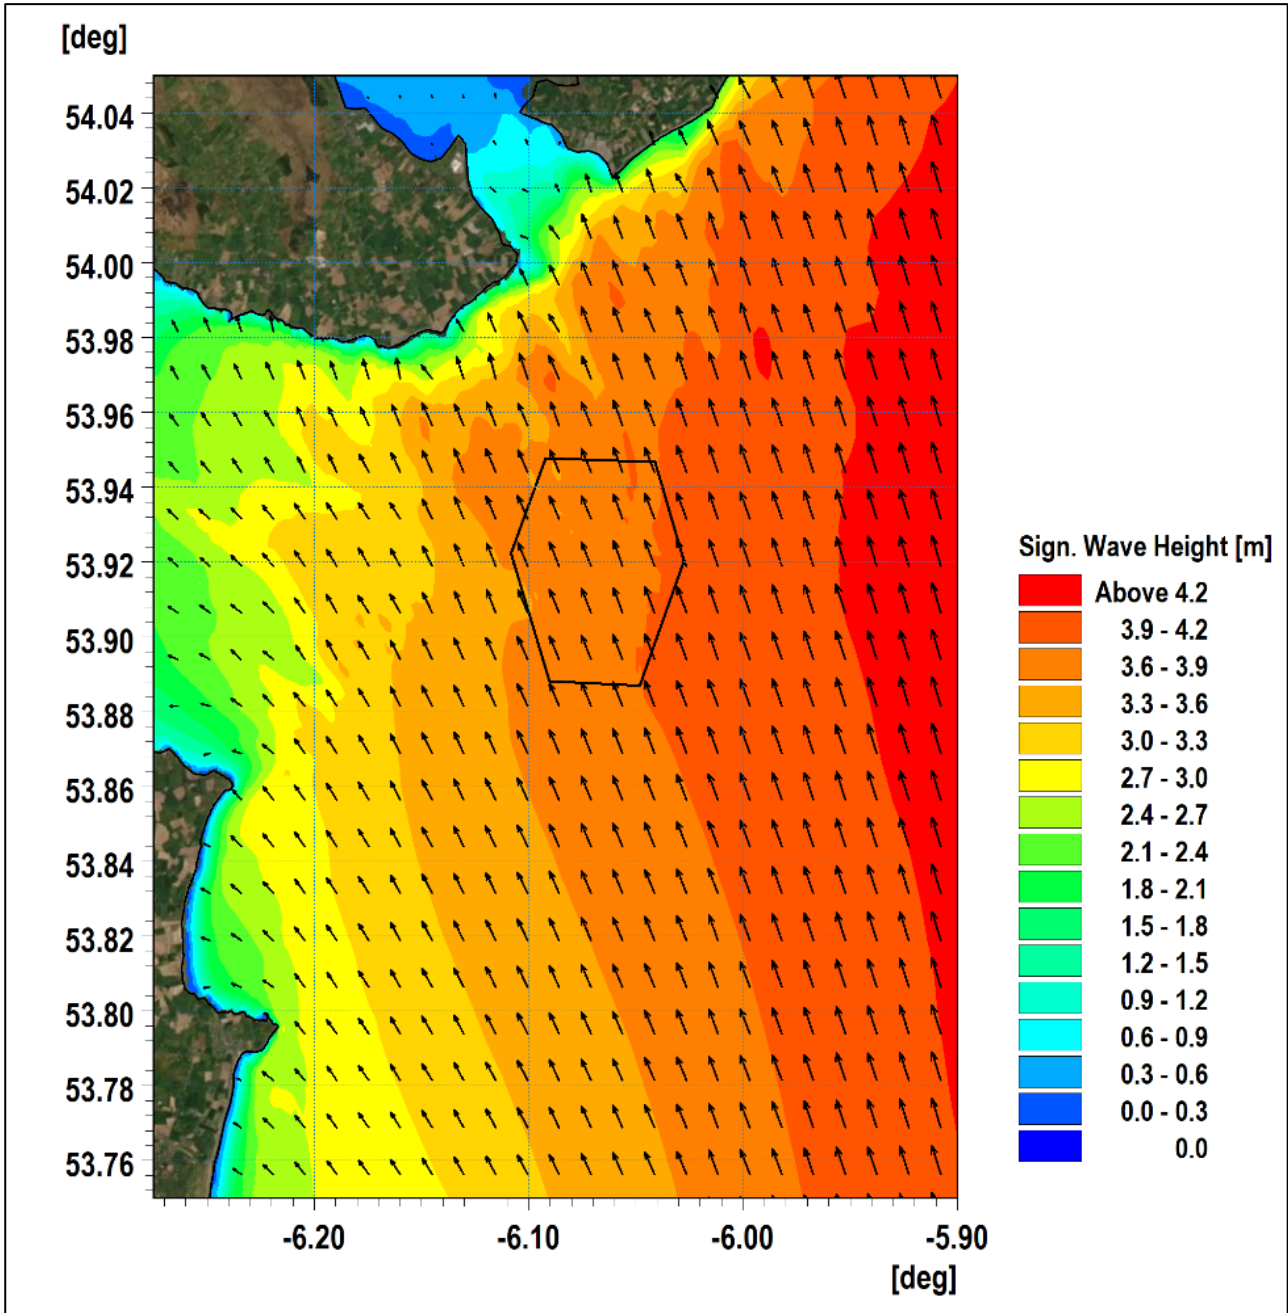 [deg]
54.04
54.02
54.00
53.98
53.96
53.94
53.92
53.90
53.88
53.86
53.84
53.82
53.80
53.78
53.76
-6.20
-6.10
-6.00
-5.90
[deg]
Sign. Wave Height [m]
Above 4.2
3.9 - 4.2
3.6 - 3.9
3.3 - 3.6
3.0 - 3.3
2.7 - 3.0
2.4 - 2.7
2.1 - 2.4
1.8 - 2.1
1.5 - 1.8
1.2 - 1.5
0.9 - 1.2
0.6 - 0.9
0.3 - 0.6
0.0 - 0.3
0.0